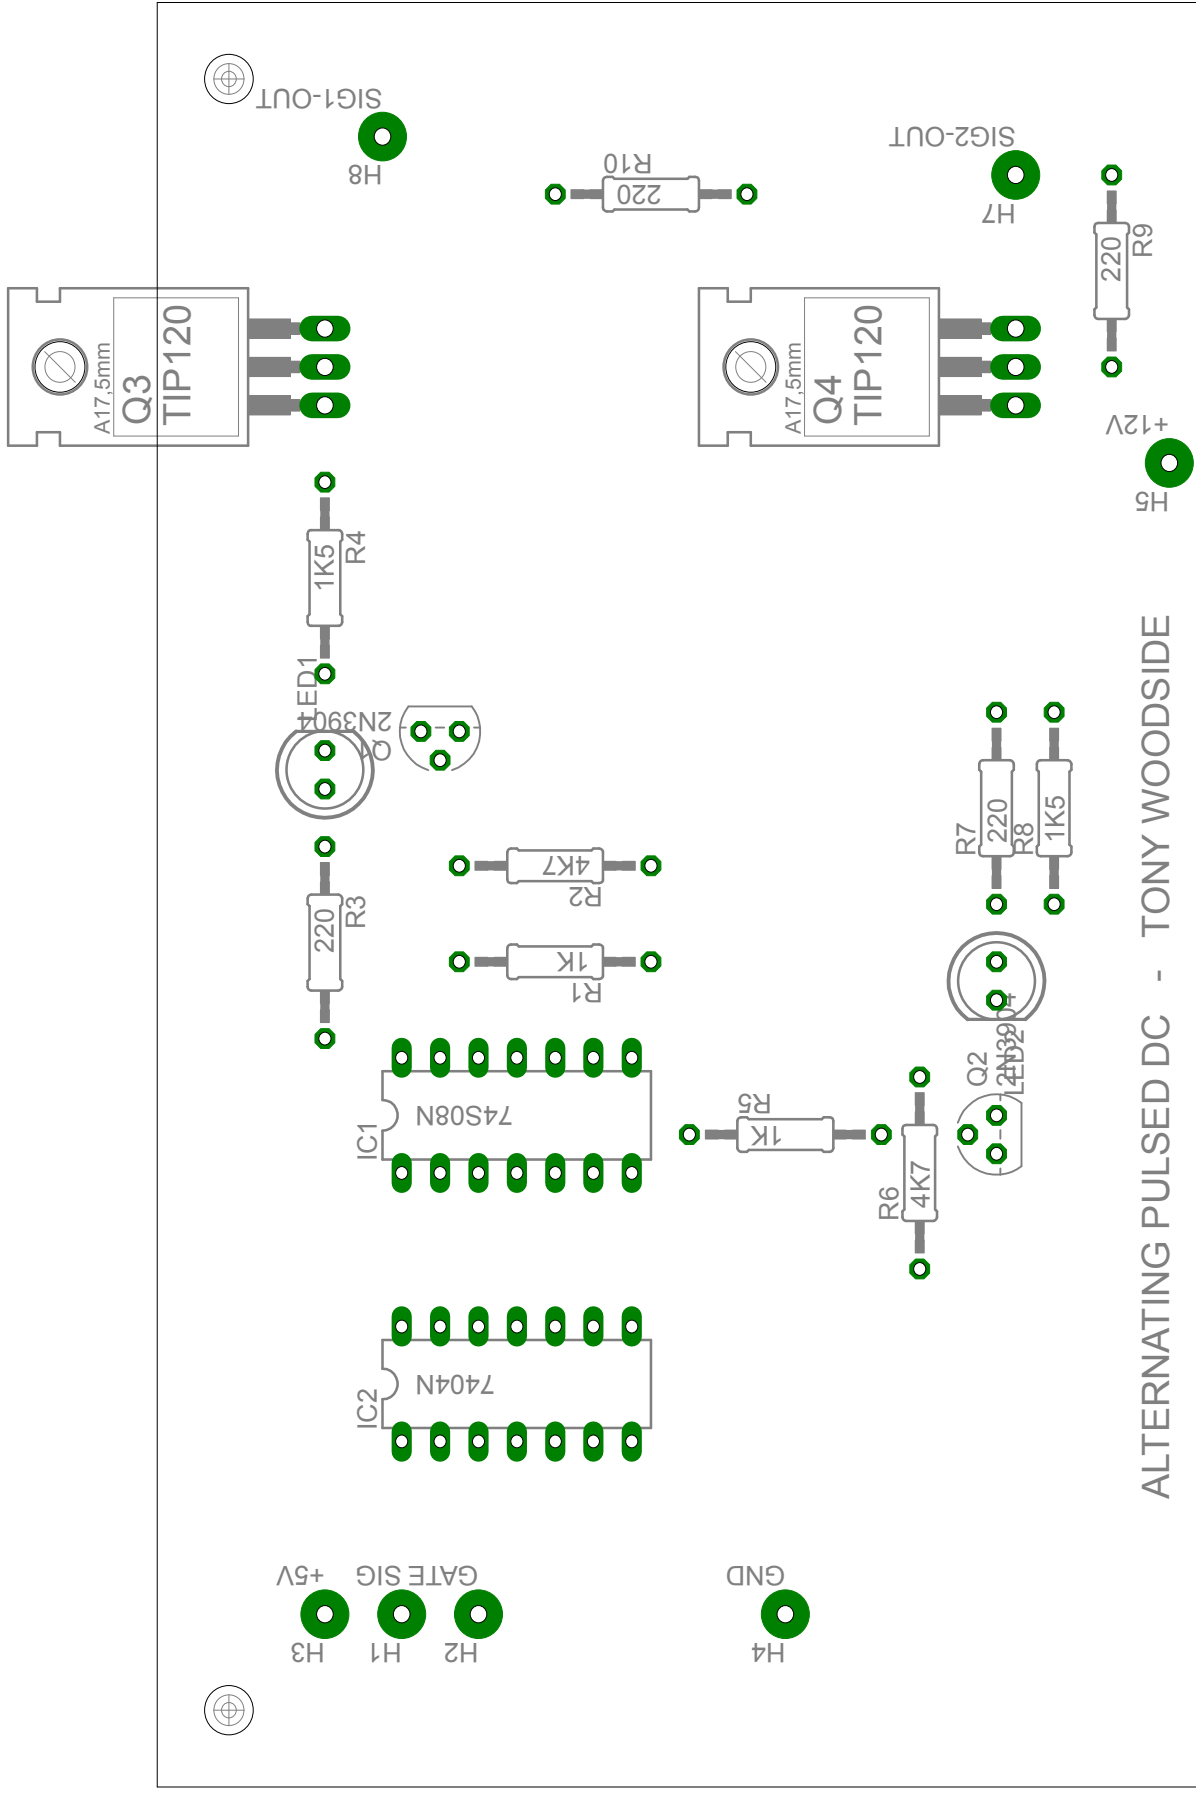 SIG1-OUT
H8
R10
220
SIG2-OUT
H7
220
R9
A17,5mm
Q3
TIP120
A17,5mm
Q4
TIP120
+12V
H5
1K5
R4
LED1
2N3904
Q1
R7
220
R8
1K5
4K7
R2
220
R3
1K
R1
Q2
2N3904
LED2
IC1
74S08N
R5
1K
R6
4K7
IC2
7404N
ALTERNATING PULSED DC - TONY WOODSIDE
+5V
GATE SIG
GND
H3
H1
H2
H4